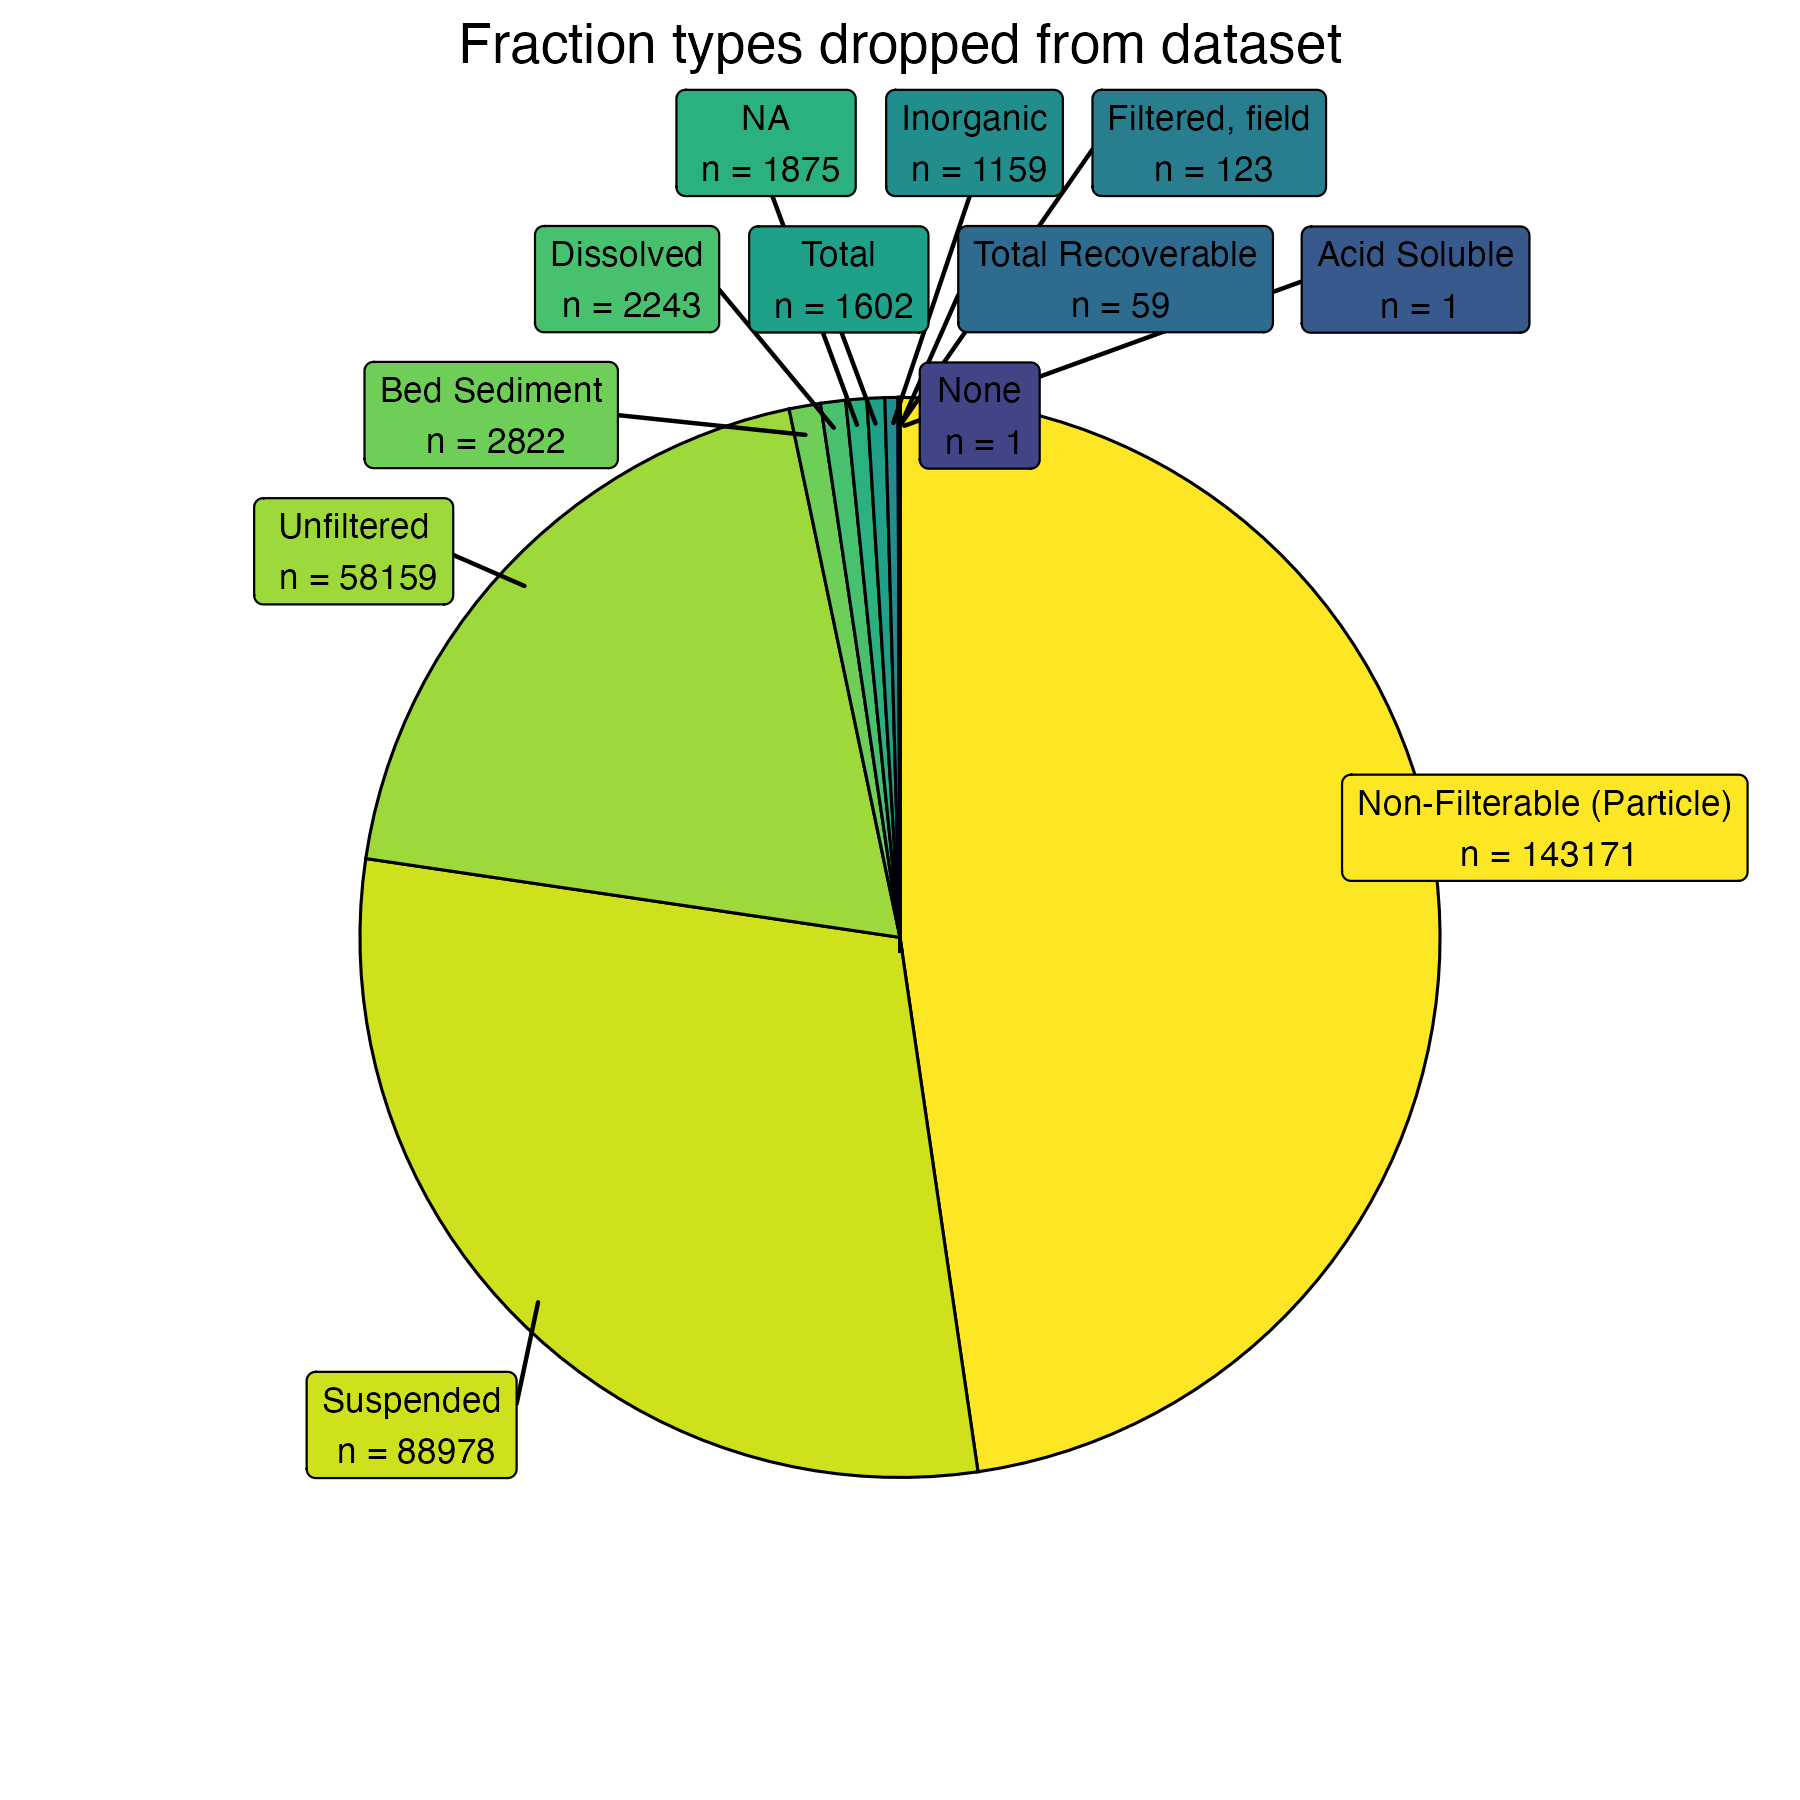 Fraction types dropped from dataset
NA
n = 1875
Inorganic
n = 1159
Filtered, field
n = 123
Dissolved
n = 2243
Total
n = 1602
Total Recoverable
n = 59
Acid Soluble
n = 1
Bed Sediment
n = 2822
None
n = 1
Unfiltered
n = 58159
Non-Filterable (Particle)
n = 143171
Suspended
n = 88978